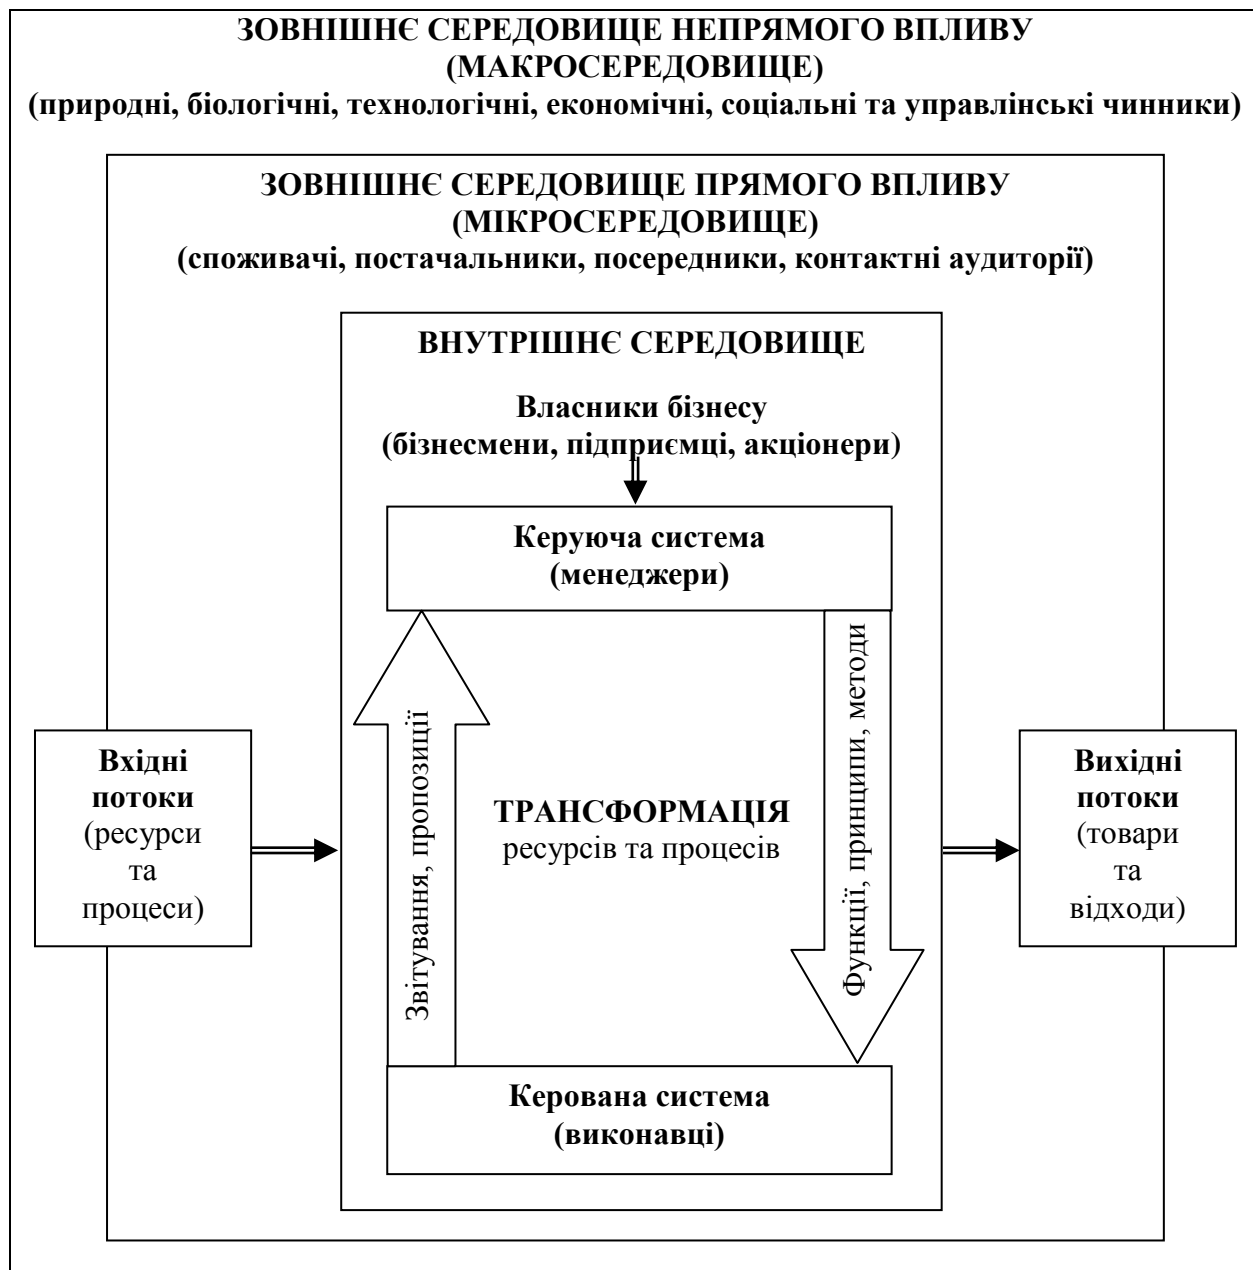 ЗОВНІШНЄ СЕРЕДОВИЩЕ НЕПРЯМОГО ВПЛИВУ
(МАКРОСЕРЕДОВИЩЕ)
(природні, біологічні, технологічні, економічні, соціальні та управлінські чинники)
ЗОВНІШНЄ СЕРЕДОВИЩЕ ПРЯМОГО ВПЛИВУ
(МІКРОСЕРЕДОВИЩЕ)
(споживачі, постачальники, посередники, контактні аудиторії)
ВНУТРІШНЄ СЕРЕДОВИЩЕ
Власники бізнесу
(бізнесмени, підприємці, акціонери)
Керуюча система
(менеджери)
Вхідні
потоки
(ресурси
та
процеси)
Звітування, пропозиції
ТРАНСФОРМАЦІЯ
ресурсів та процесів
Функції, принципи, методи
Вихідні
потоки
(товари
та
відходи)
Керована система
(виконавці)